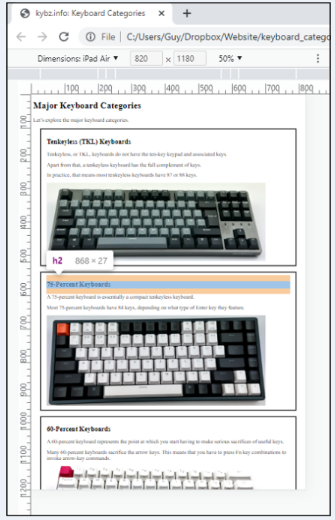 kybz.info: Keyboard Categories × +
File | C:/Users/Guy/Dropbox/Website/keyboard_categ
Dimensions: iPad Air ▼ 820 × 1180 50% ▼
100 200 300 400 500 600 700 800
Major Keyboard Categories
Let's explore the major keyboard categories.
Tenkeyless (TKL) Keyboards
Tenkeyless, or TKL, keyboards do not have the ten-key keypad and associated keys.
Apart from that, a tenkeyless keyboard has the full complement of keys.
In practice, that means most tenkeyless keyboards have 87 or 88 keys.
h2 868 × 27
75-Percent Keyboards
A 75-percent keyboard is essentially a compact tenkeyless keyboard.
Most 75-percent keyboards have 84 keys, depending on what type of Enter key they feature.
60-Percent Keyboards
A 60-percent keyboard represents the point at which you start having to make serious sacrifices of useful keys.
Many 60-percent keyboards sacrifice the arrow keys. This means that you have to press Fn-key combinations to
invoke arrow-key commands.